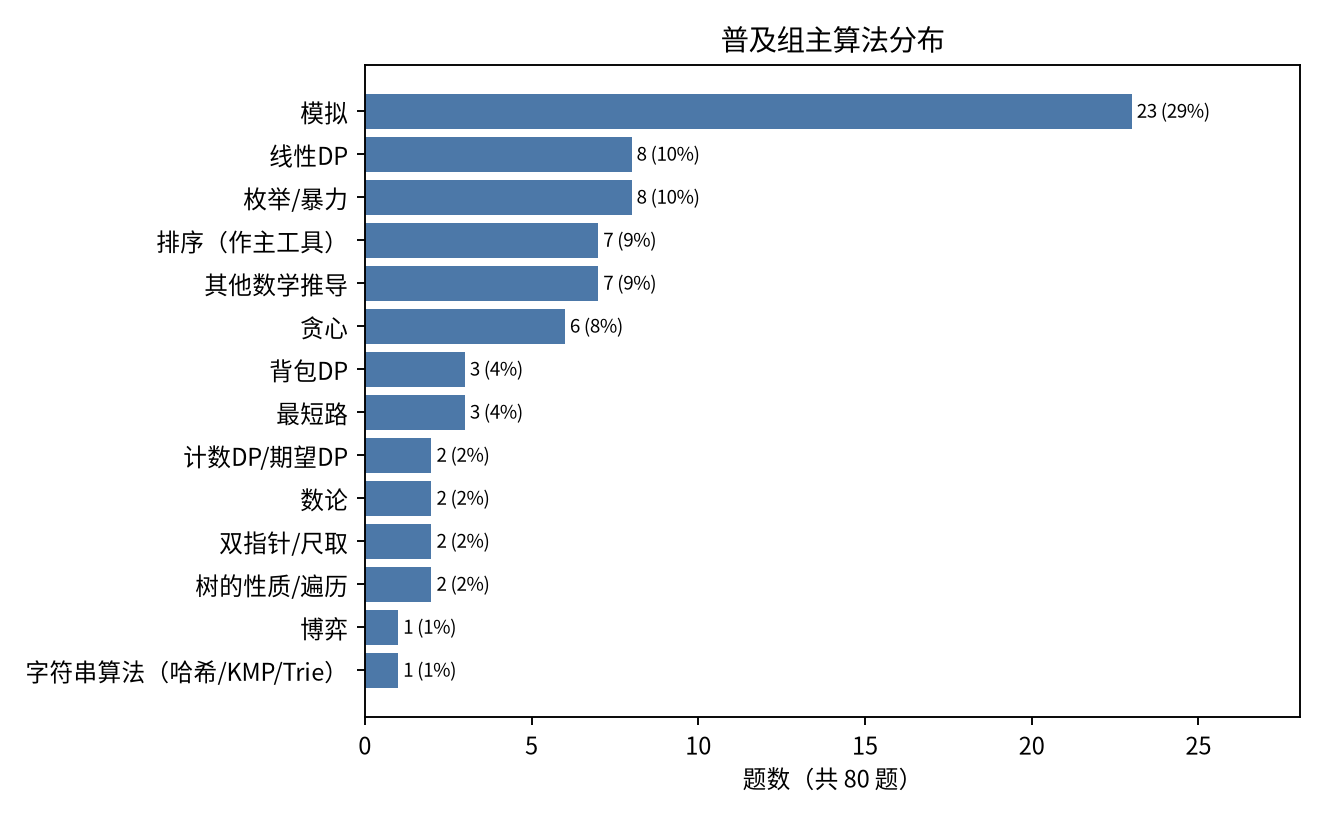 普及组主算法分布
模拟 23 (29%)
线性DP 8 (10%)
枚举/暴力 8 (10%)
排序（作主工具） 7 (9%)
其他数学推导 7 (9%)
贪心 6 (8%)
背包DP 3 (4%)
最短路 3 (4%)
计数DP/期望DP 2 (2%)
数论 2 (2%)
双指针/尺取 2 (2%)
树的性质/遍历 2 (2%)
博弈 1 (1%)
字符串算法（哈希/KMP/Trie） 1 (1%)
0 5 10 15 20 25
题数（共 80 题）